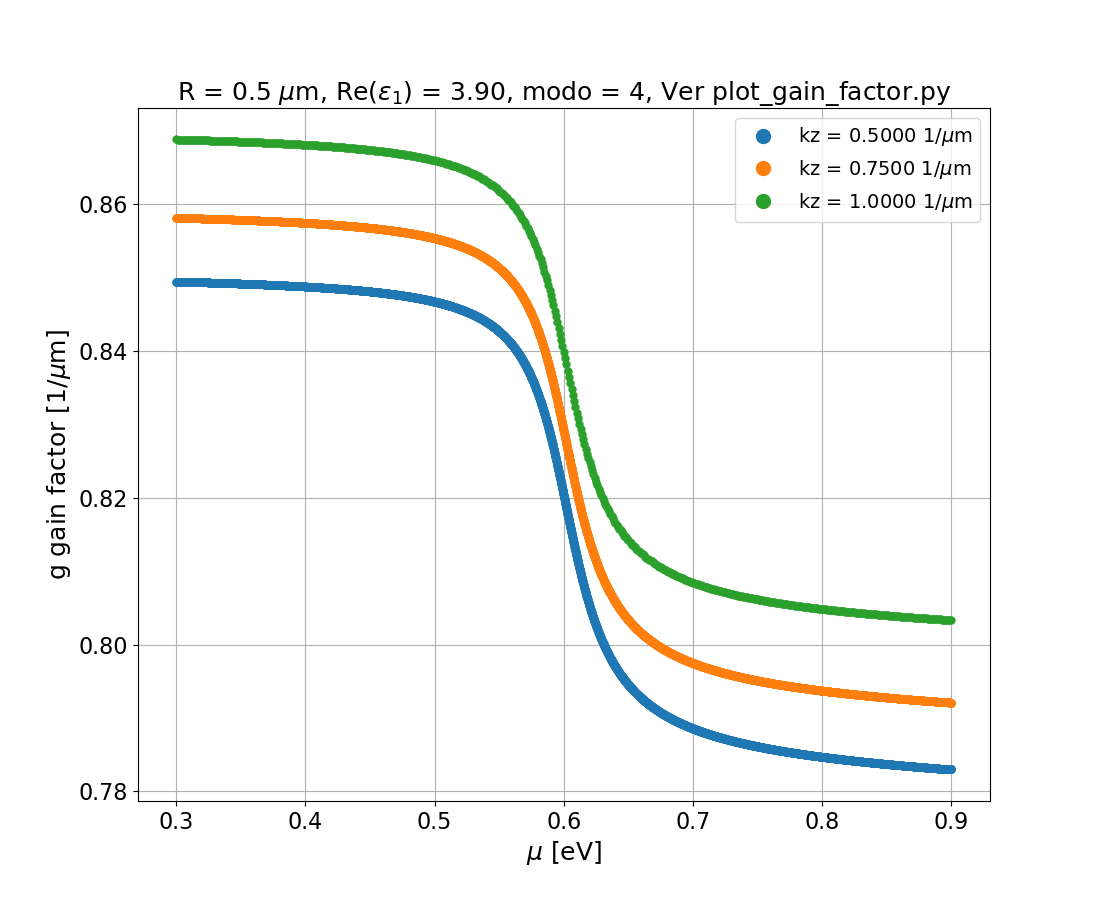 R = 0.5 μm, Re(ε₁) = 3.90, modo = 4, Ver plot_gain_factor.py
kz = 0.5000 1/μm
kz = 0.7500 1/μm
kz = 1.0000 1/μm
g gain factor [1/μm]
0.86
0.84
0.82
0.80
0.78
0.3 0.4 0.5 0.6 0.7 0.8 0.9
μ [eV]